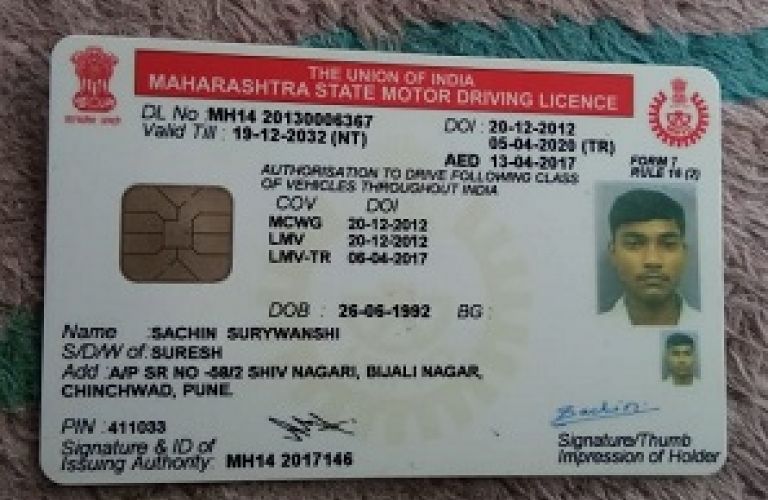 THE UNION OF INDIA
MAHARASHTRA STATE MOTOR DRIVING LICENCE
DL No :MH14 20130006367
DOI : 20-12-2012
Valid Till : 19-12-2032 (NT)
05-04-2020 (TR)
AED 13-04-2017
FORM 7
RULE 16 (2)
AUTHORISATION TO DRIVE FOLLOWING CLASS
OF VEHICLES THROUGHOUT INDIA
COV DOI
MCWG 20-12-2012
LMV 20-12-2012
LMV-TR 06-04-2017
DOB : 26-06-1992 BG :
Name :SACHIN SURYWANSHI
S/D/W of :SURESH
Add :A/P SR NO -58/2 SHIV NAGARI, BIJALI NAGAR,
CHINCHWAD, PUNE.
PIN : 411033
Sachin
Signature & ID of
Issuing Authority: MH14 2017146
Signature/Thumb
Impression of Holder